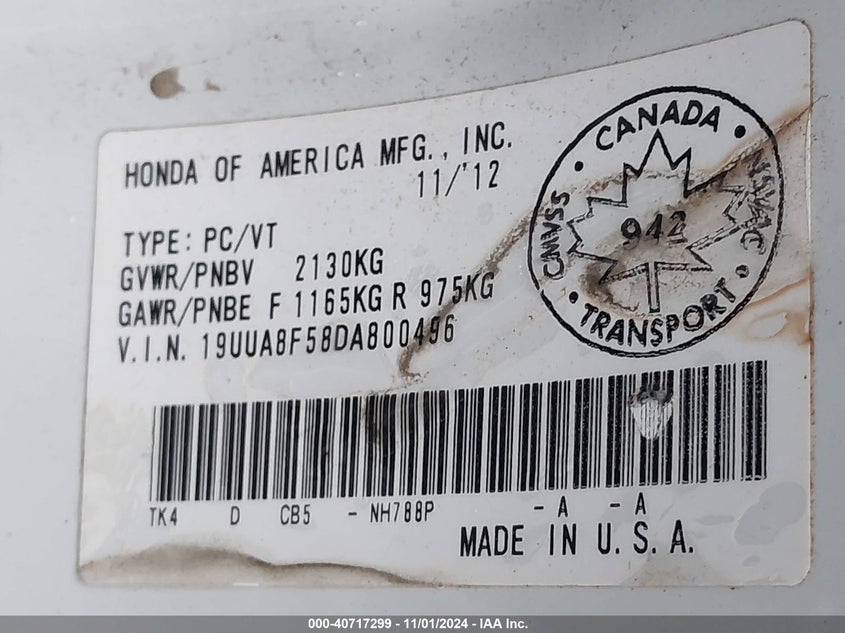 HONDA OF AMERICA MFG., INC.
11/'12
TYPE: PC/VT
GVWR/PNBV 2130KG
GAWR/PNBE F 1165KG R 975KG
V.I.N. 19UUA8F58DA800496
CANADA
CMVSS
942
NSVAC
TRANSPORT
TK4 D CB5 - NH788P - A - A
MADE IN U.S.A.
000-40717299 - 11/01/2024 - IAA Inc.